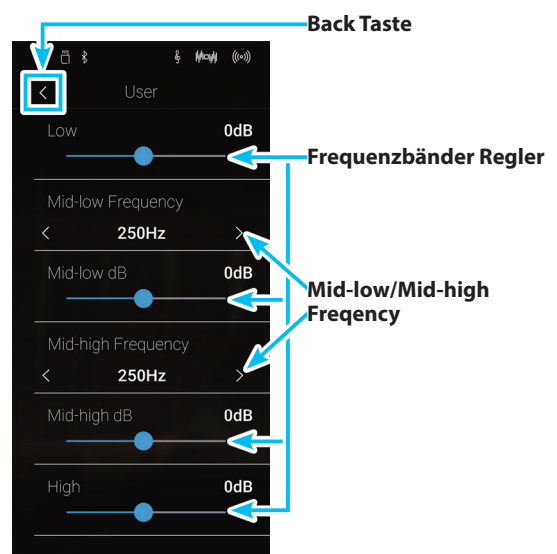 Back Taste
User
Low 0dB
Frequenzbänder Regler
Mid-low Frequency
< 250Hz >
Mid-low dB 0dB
Mid-low/Mid-high
Freqency
Mid-high Frequency
< 250Hz >
Mid-high dB 0dB
High 0dB